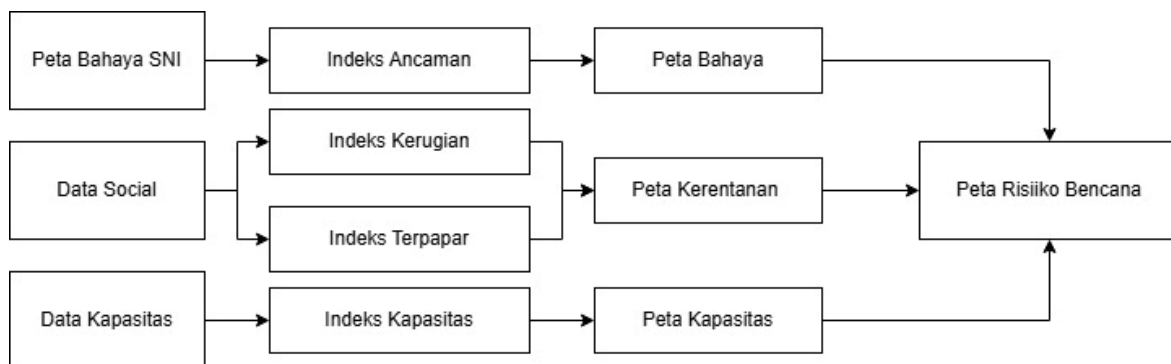 Peta Bahaya SNI
Indeks Ancaman
Peta Bahaya
Indeks Kerugian
Data Social
Peta Kerentanan
Peta Risiiko Bencana
Indeks Terpapar
Data Kapasitas
Indeks Kapasitas
Peta Kapasitas